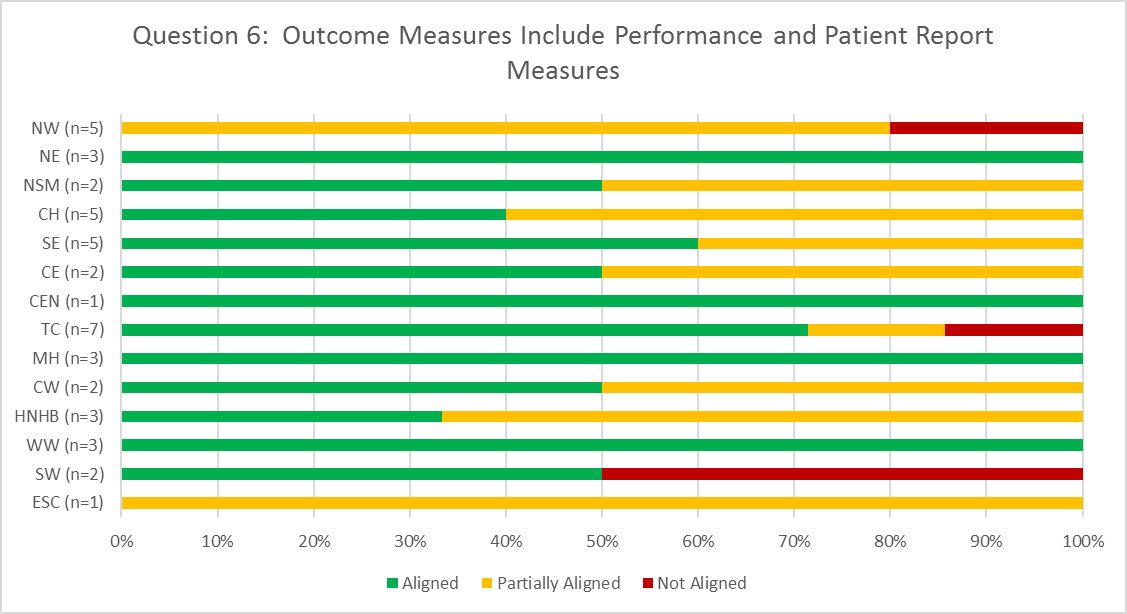 Question 6:  Outcome Measures Include Performance and Patient Report
Measures
NW (n=5)
NE (n=3)
NSM (n=2)
CH (n=5)
SE (n=5)
CE (n=2)
CEN (n=1)
TC (n=7)
MH (n=3)
CW (n=2)
HNHB (n=3)
WW (n=3)
SW (n=2)
ESC (n=1)
0% 10% 20% 30% 40% 50% 60% 70% 80% 90% 100%
Aligned Partially Aligned Not Aligned